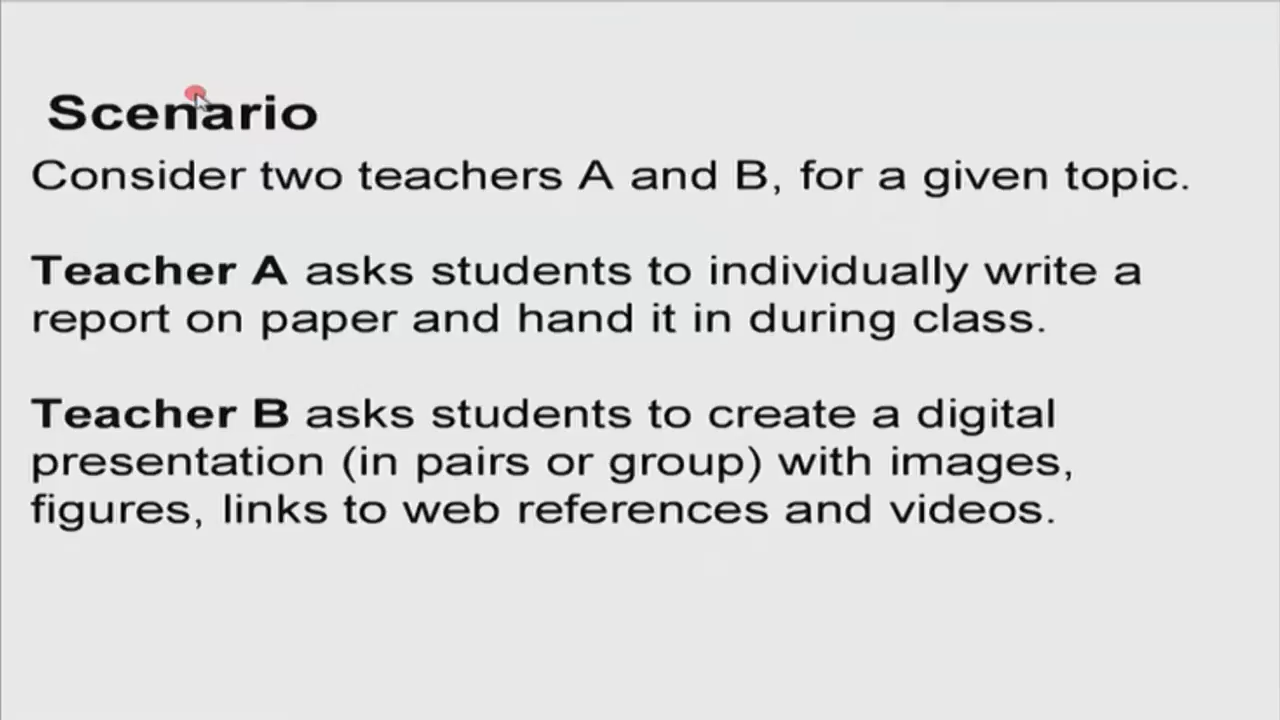 Scenario
Consider two teachers A and B, for a given topic.
Teacher A asks students to individually write a
report on paper and hand it in during class.
Teacher B asks students to create a digital
presentation (in pairs or group) with images,
figures, links to web references and videos.